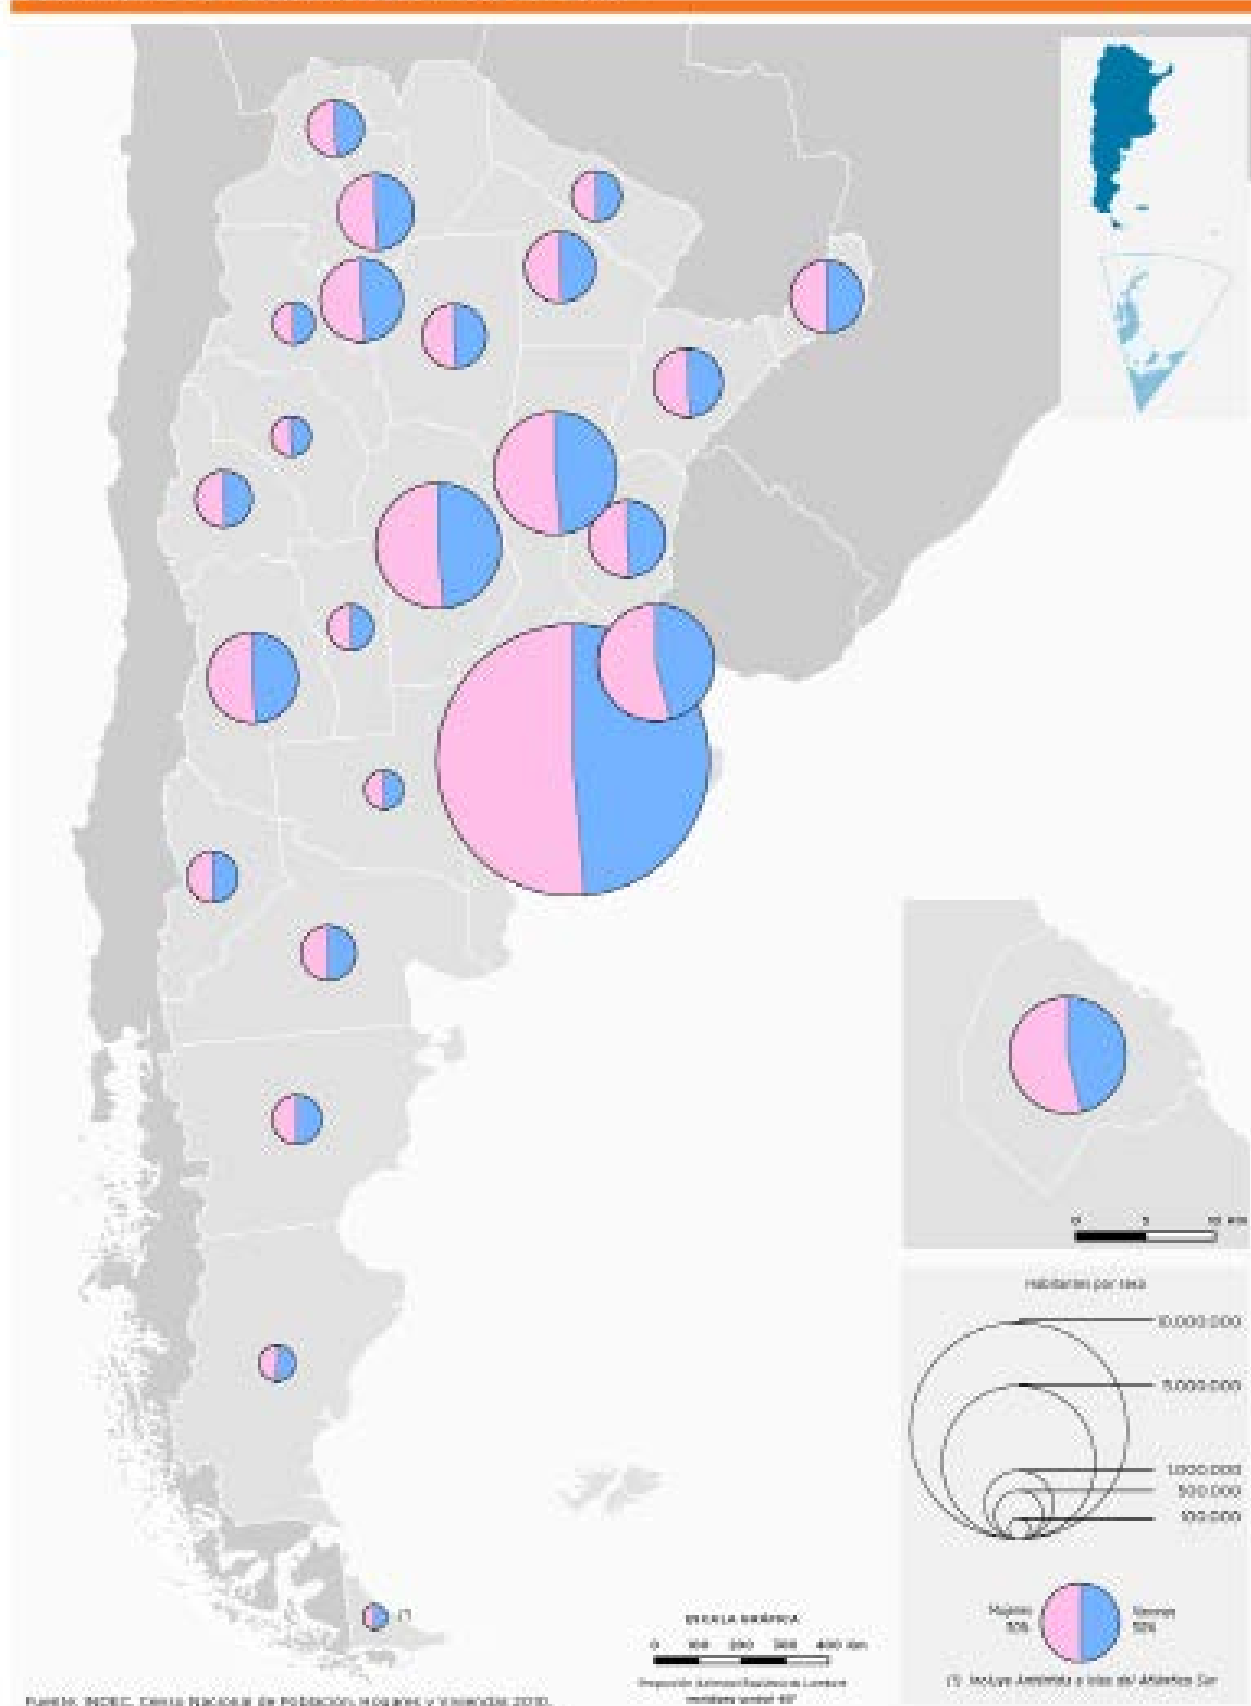 Habitantes por sexo
10.000.000
5.000.000
1.000.000
500.000
100.000
Mujeres
50%
Varones
50%
(1) Incluye Antártida e Islas del Atlántico Sur
0 5 10 km
(1)
ESCALA GRÁFICA
0 100 200 300 400 km
Fuente: INDEC. Censo Nacional de Población, Hogares y Viviendas 2010.